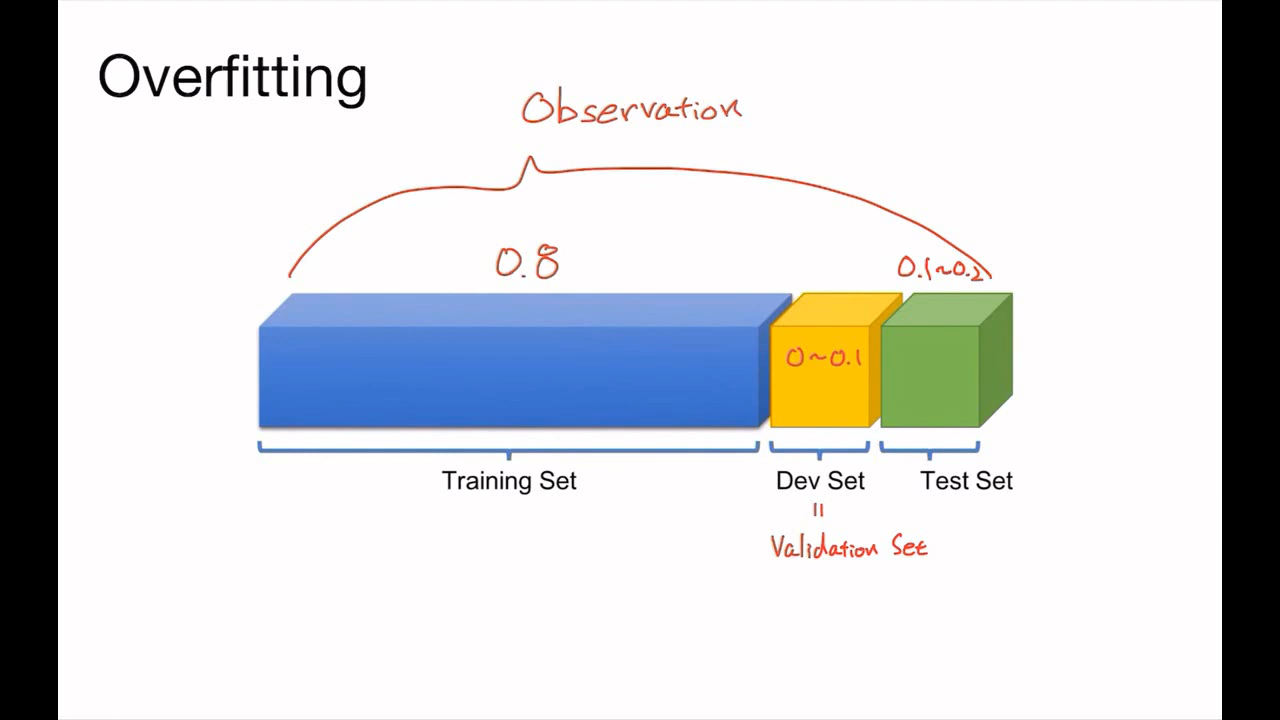 Overfitting
Observation
0.8
0.1~0.2
0~0.1
Training Set
Dev Set
Test Set
=
Validation Set